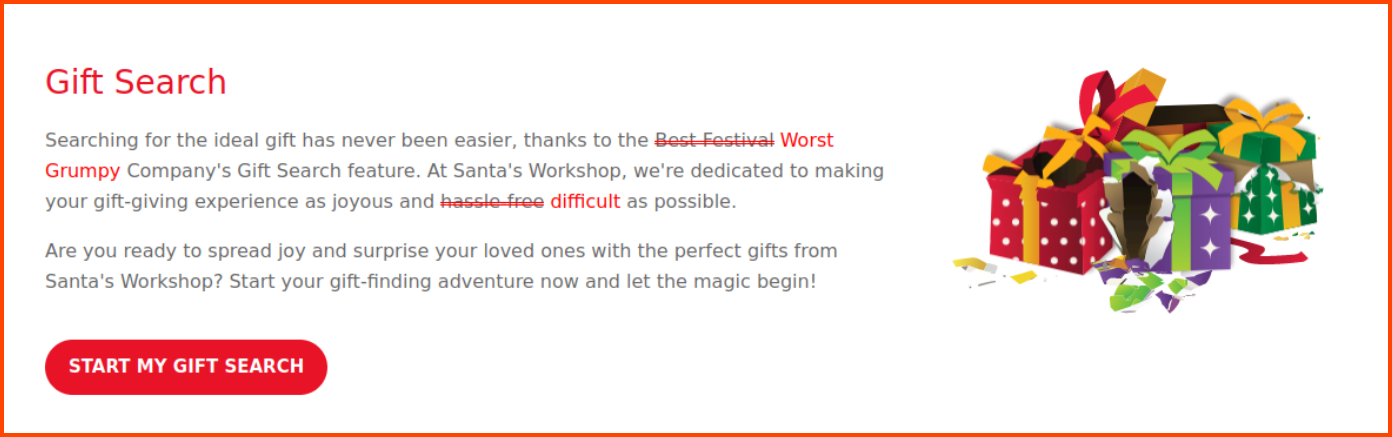 Gift Search
Searching for the ideal gift has never been easier, thanks to the Best Festival Worst
Grumpy Company's Gift Search feature. At Santa's Workshop, we're dedicated to making
your gift-giving experience as joyous and hassle-free difficult as possible.
Are you ready to spread joy and surprise your loved ones with the perfect gifts from
Santa's Workshop? Start your gift-finding adventure now and let the magic begin!
START MY GIFT SEARCH